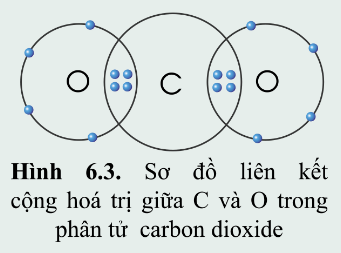 O C O
Hình 6.3. Sơ đồ liên kết
cộng hoá trị giữa C và O trong
phân tử carbon dioxide